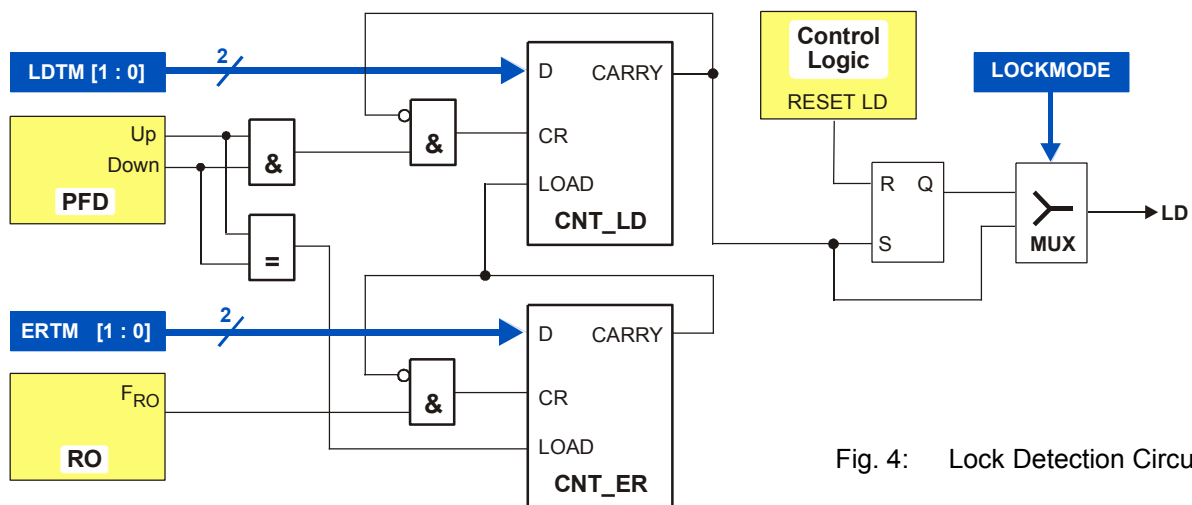 LDTM [1 : 0]
2
D CARRY
CR
LOAD
CNT_LD
Up
Down
PFD
&
&
=
Control
Logic
RESET LD
LOCKMODE
R Q
S
MUX
LD
ERTM [1 : 0]
2
D CARRY
CR
LOAD
CNT_ER
&
FRO
RO
Fig. 4: Lock Detection Circu